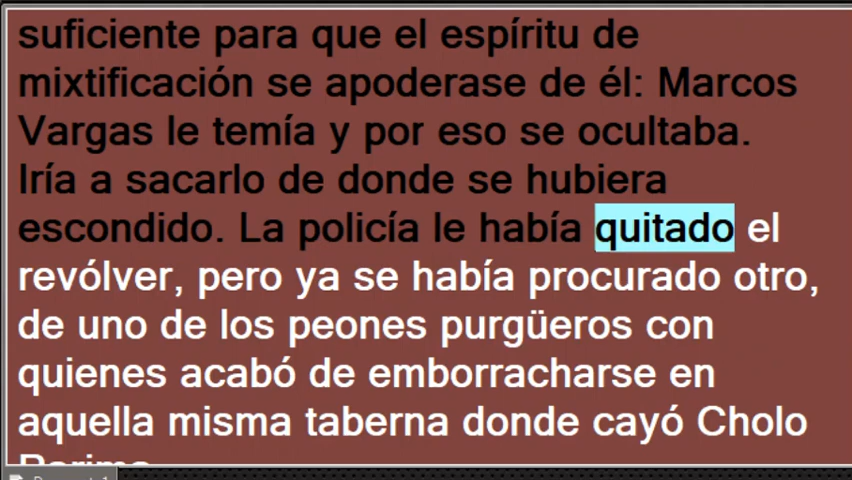 suficiente para que el espíritu de
mixtificación se apoderase de él: Marcos
Vargas le temía y por eso se ocultaba.
Iría a sacarlo de donde se hubiera
escondido. La policía le había quitado el
revólver, pero ya se había procurado otro,
de uno de los peones purgüeros con
quienes acabó de emborracharse en
aquella misma taberna donde cayó Cholo